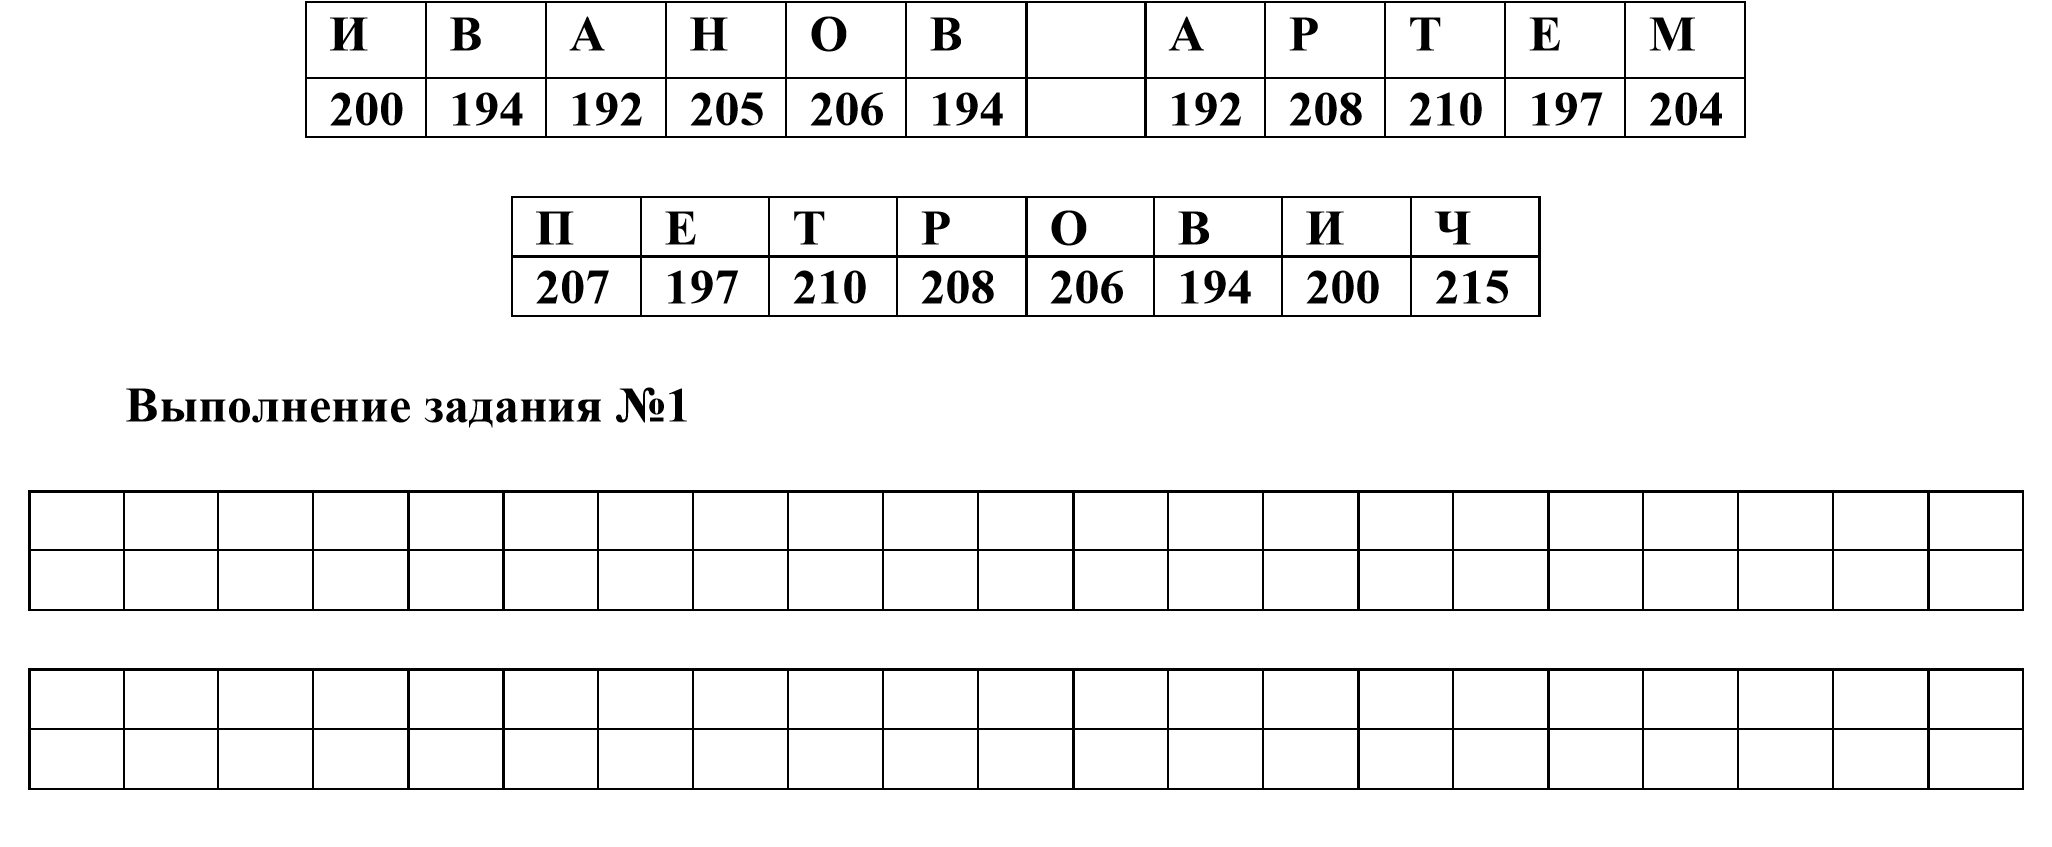 И В А Н О В А Р Т Е М
200 194 192 205 206 194 192 208 210 197 204
П Е Т Р О В И Ч
207 197 210 208 206 194 200 215
Выполнение задания №1